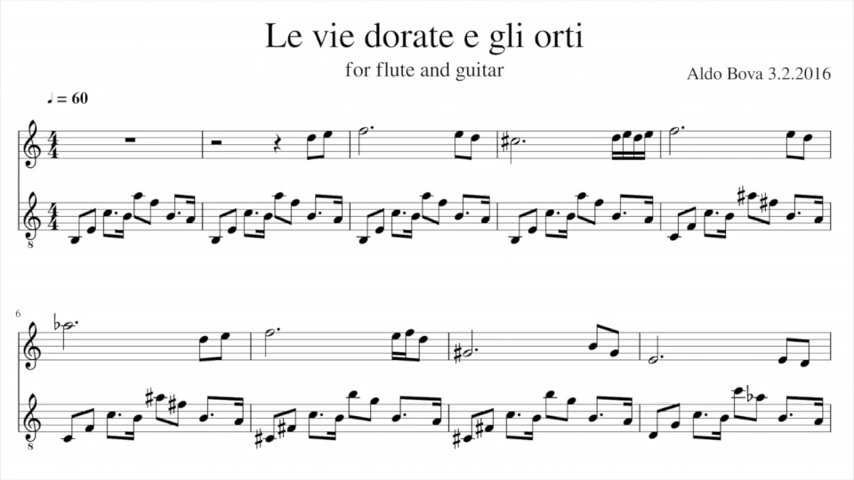 Le vie dorate e gli orti
for flute and guitar
Aldo Bova 3.2.2016
♩ = 60
4/4
8
4/4
6
8